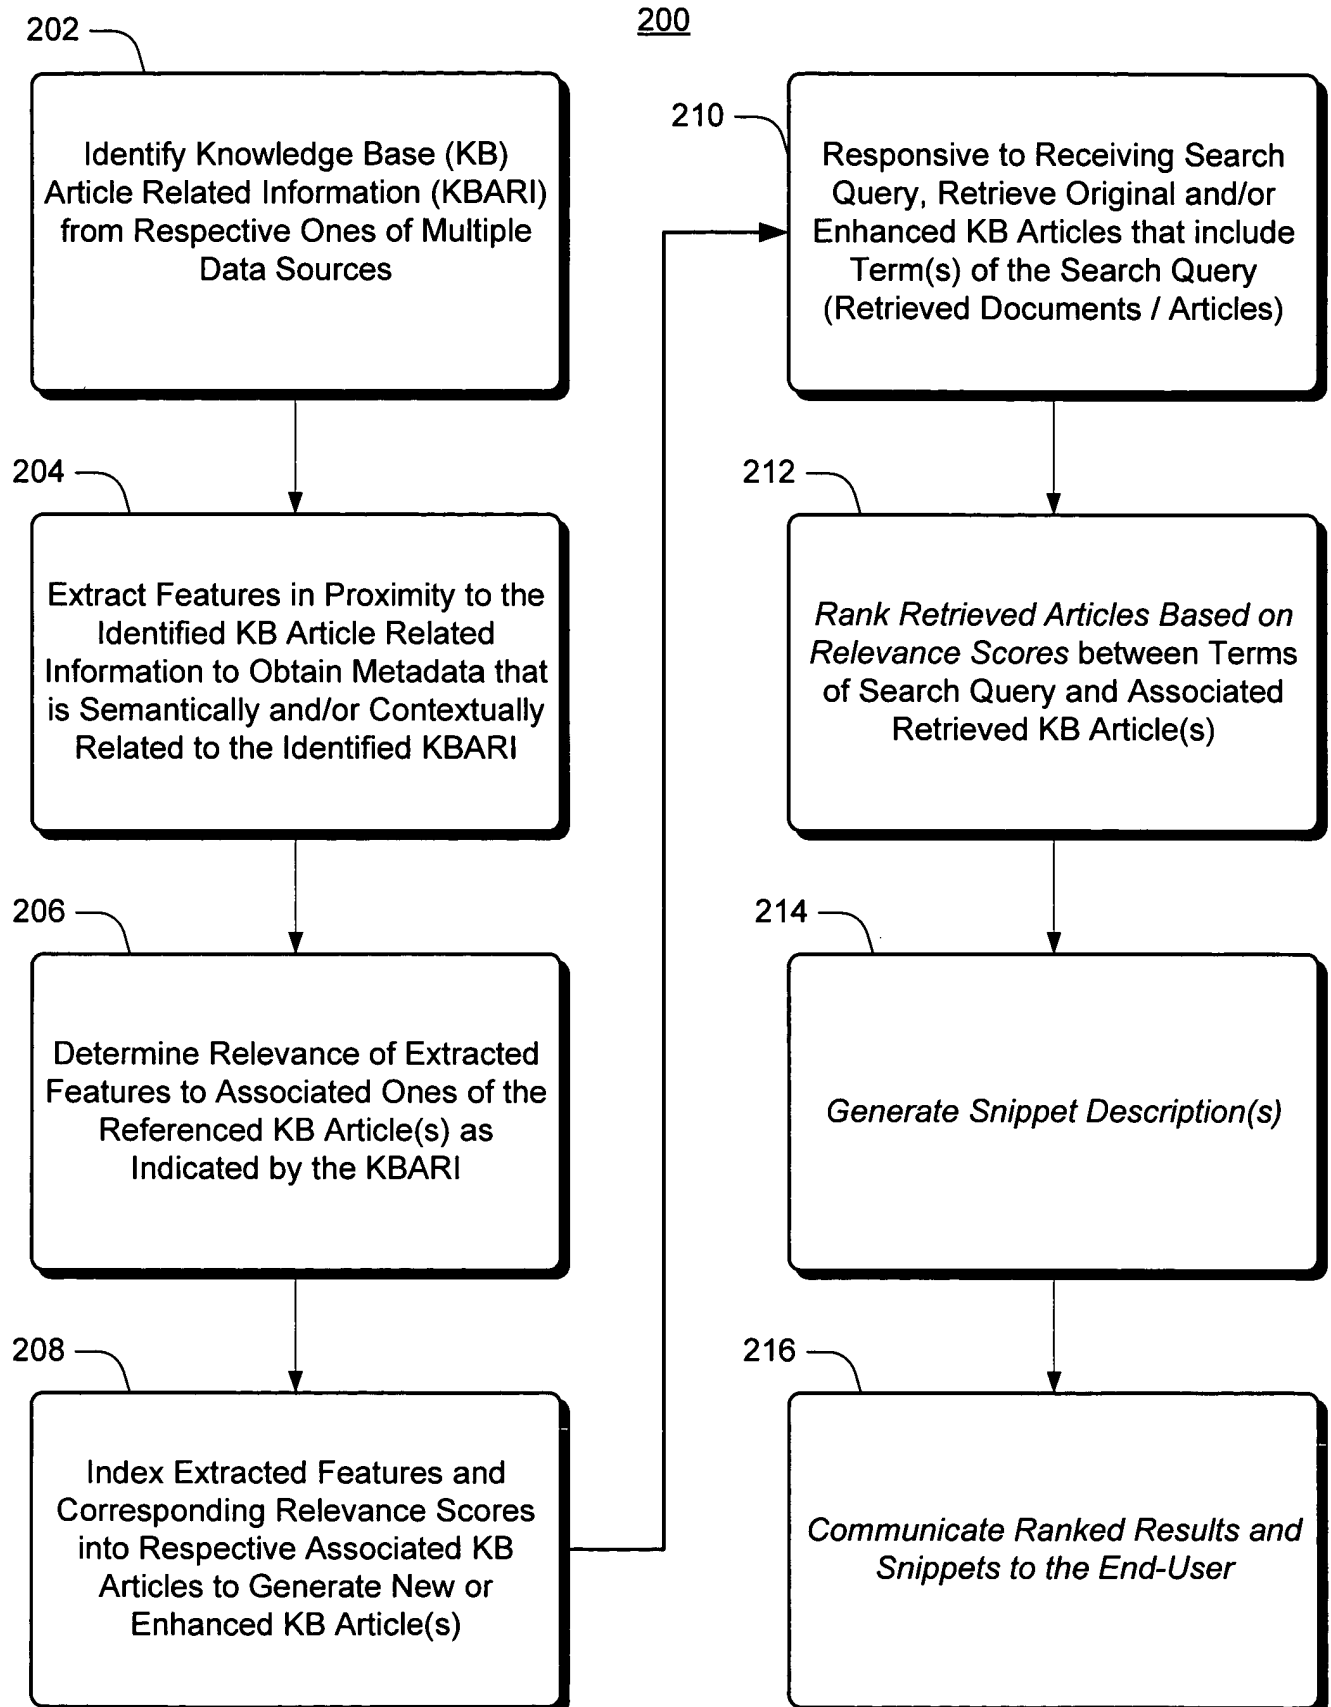 200
202
Identify Knowledge Base (KB)
Article Related Information (KBARI)
from Respective Ones of Multiple
Data Sources
204
Extract Features in Proximity to the
Identified KB Article Related
Information to Obtain Metadata that
is Semantically and/or Contextually
Related to the Identified KBARI
206
Determine Relevance of Extracted
Features to Associated Ones of the
Referenced KB Article(s) as
Indicated by the KBARI
208
Index Extracted Features and
Corresponding Relevance Scores
into Respective Associated KB
Articles to Generate New or
Enhanced KB Article(s)
210
Responsive to Receiving Search
Query, Retrieve Original and/or
Enhanced KB Articles that include
Term(s) of the Search Query
(Retrieved Documents / Articles)
212
Rank Retrieved Articles Based on
Relevance Scores between Terms
of Search Query and Associated
Retrieved KB Article(s)
214
Generate Snippet Description(s)
216
Communicate Ranked Results and
Snippets to the End-User